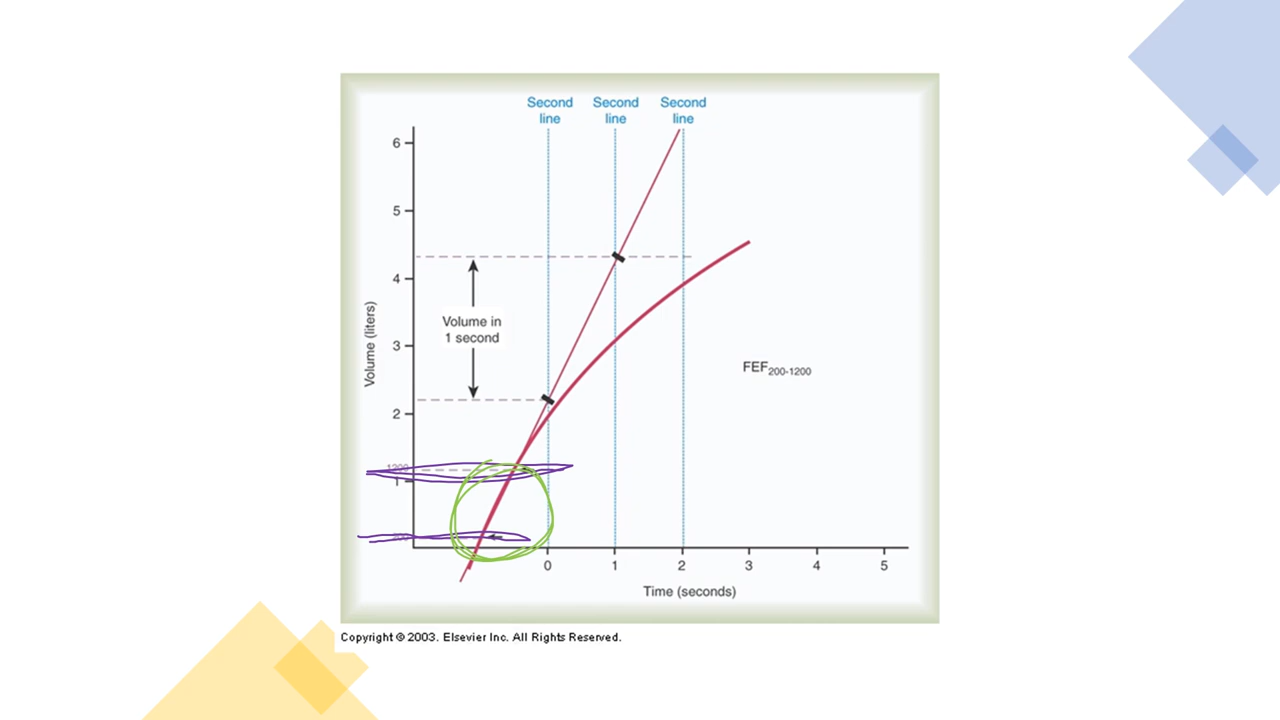 Second Second Second
line line line
6
5
4
Volume in
1 second
3
2
1200
1
Volume (liters)
FEF200-1200
0 1 2 3 4 5
Time (seconds)
Copyright © 2003. Elsevier Inc. All Rights Reserved.